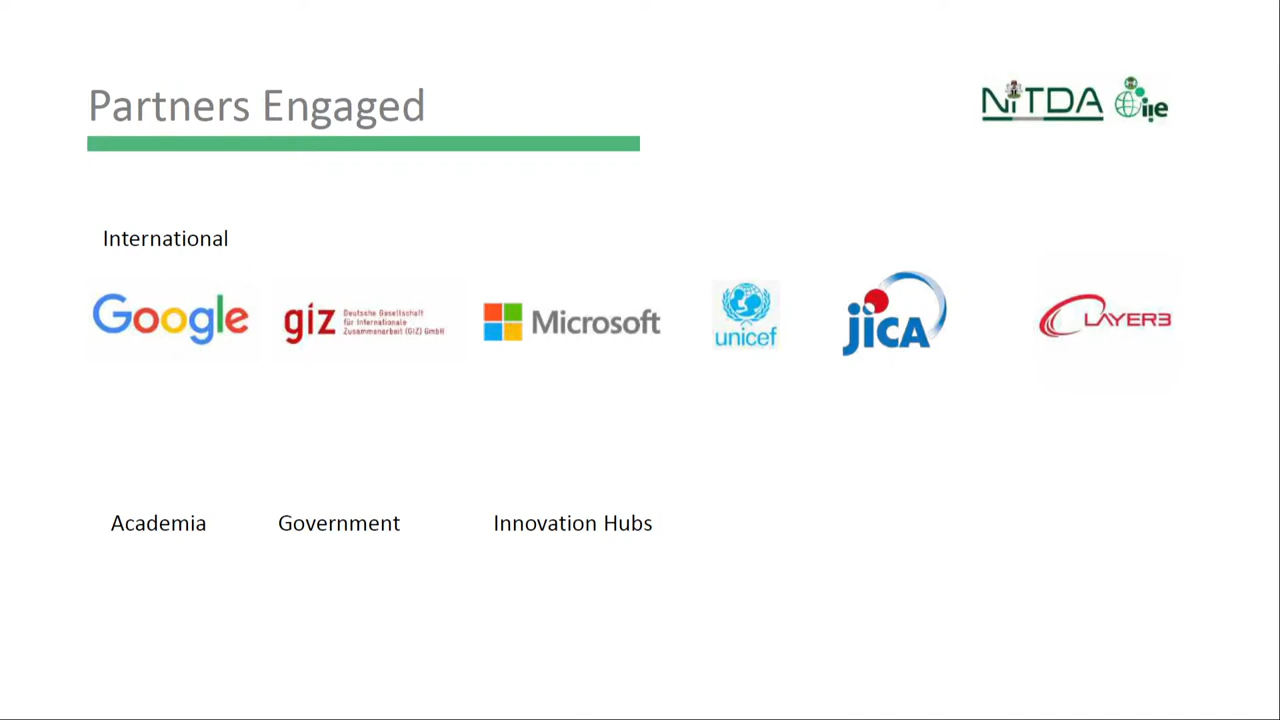 Partners Engaged
NiTDA
iie
International
Google
giz Deutsche Gesellschaft
für Internationale
Zusammenarbeit (GIZ) GmbH
Microsoft
unicef
jica
LAYER3
Academia
Government
Innovation Hubs